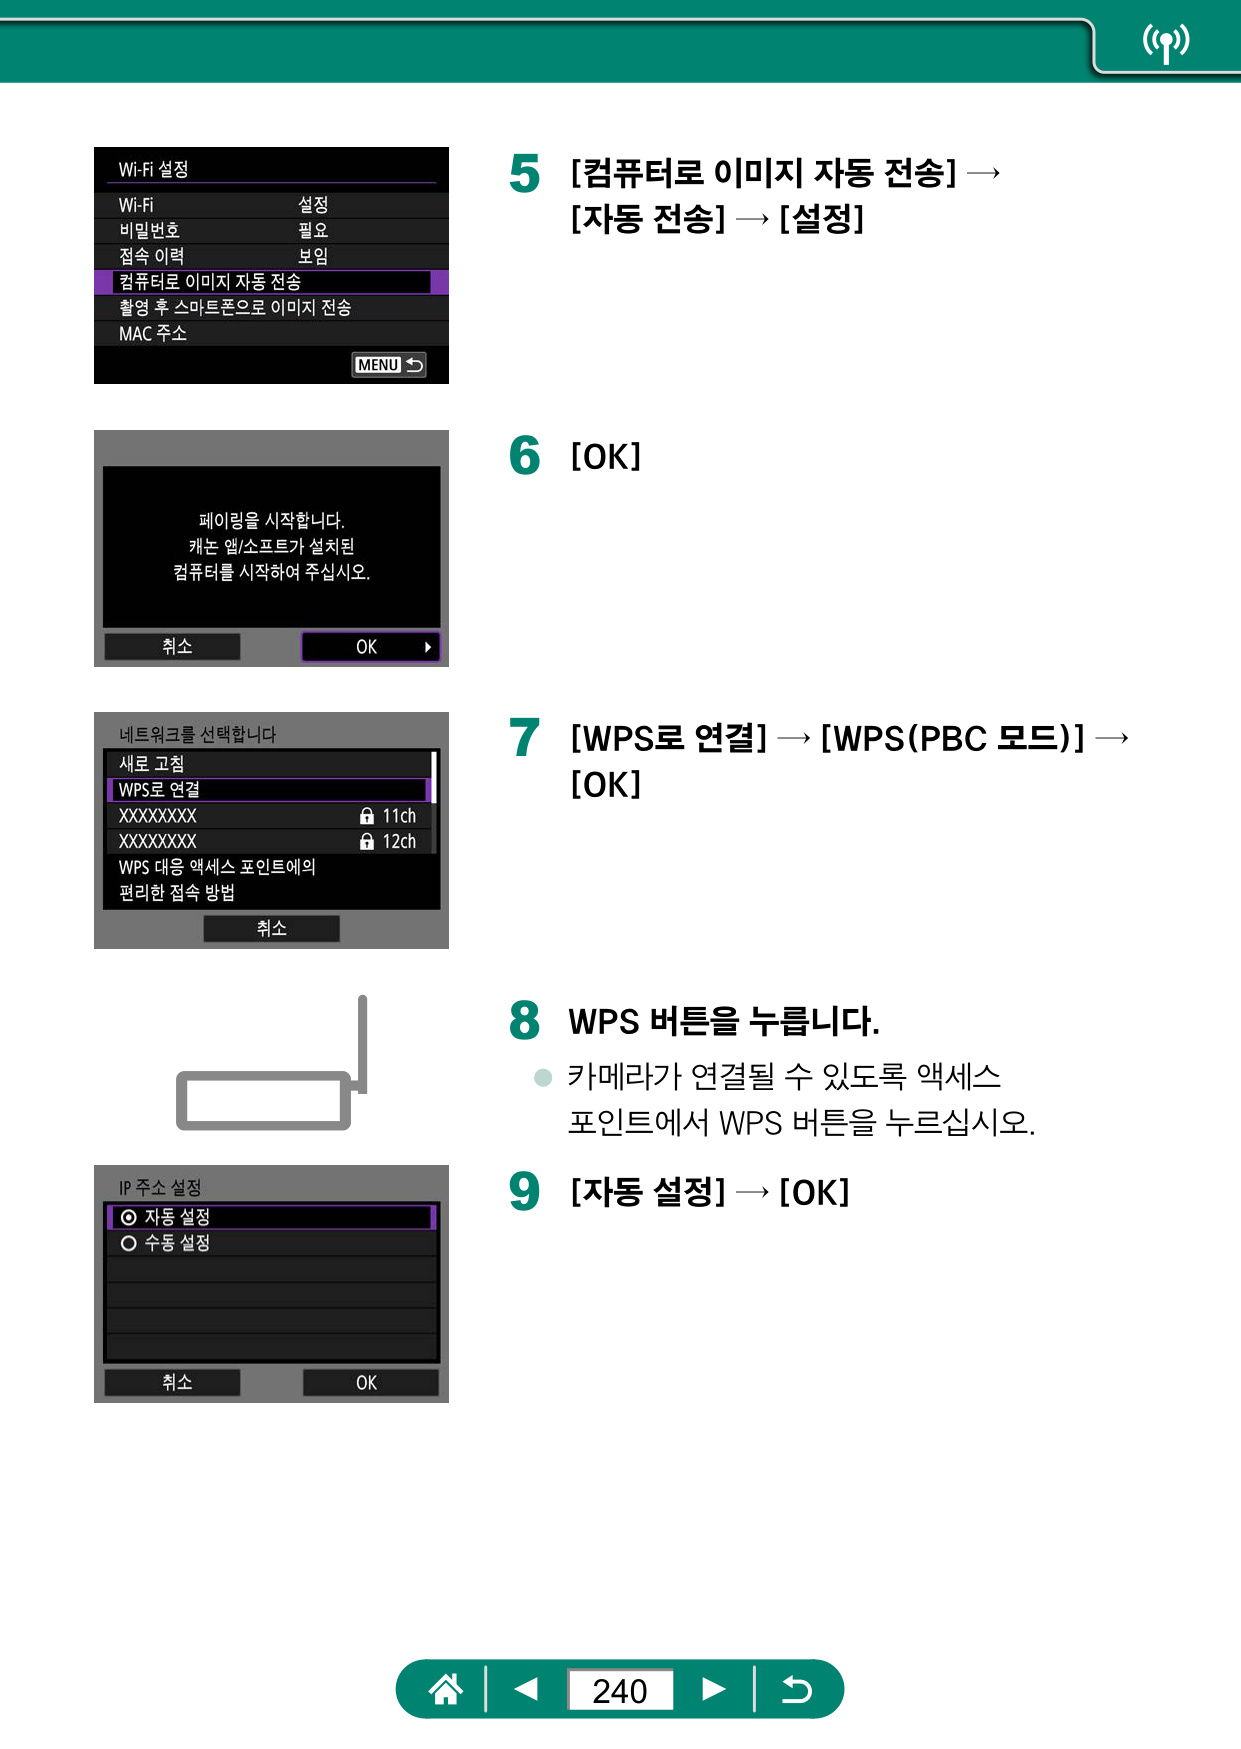 Wi-Fi 설정
Wi-Fi 설정
비밀번호 필요
접속 이력 보임
컴퓨터로 이미지 자동 전송
촬영 후 스마트폰으로 이미지 전송
MAC 주소
MENU
5 [컴퓨터로 이미지 자동 전송] →
[자동 전송] → [설정]
페이링을 시작합니다.
캐논 앱/소프트가 설치된
컴퓨터를 시작하여 주십시오.
취소 OK
6 [OK]
네트워크를 선택합니다
새로 고침
WPS로 연결
XXXXXXXX 11ch
XXXXXXXX 12ch
WPS 대응 액세스 포인트에의
편리한 접속 방법
취소
7 [WPS로 연결] → [WPS(PBC 모드)] →
[OK]
8 WPS 버튼을 누릅니다.
● 카메라가 연결될 수 있도록 액세스
포인트에서 WPS 버튼을 누르십시오.
IP 주소 설정
자동 설정
수동 설정
취소 OK
9 [자동 설정] → [OK]
240